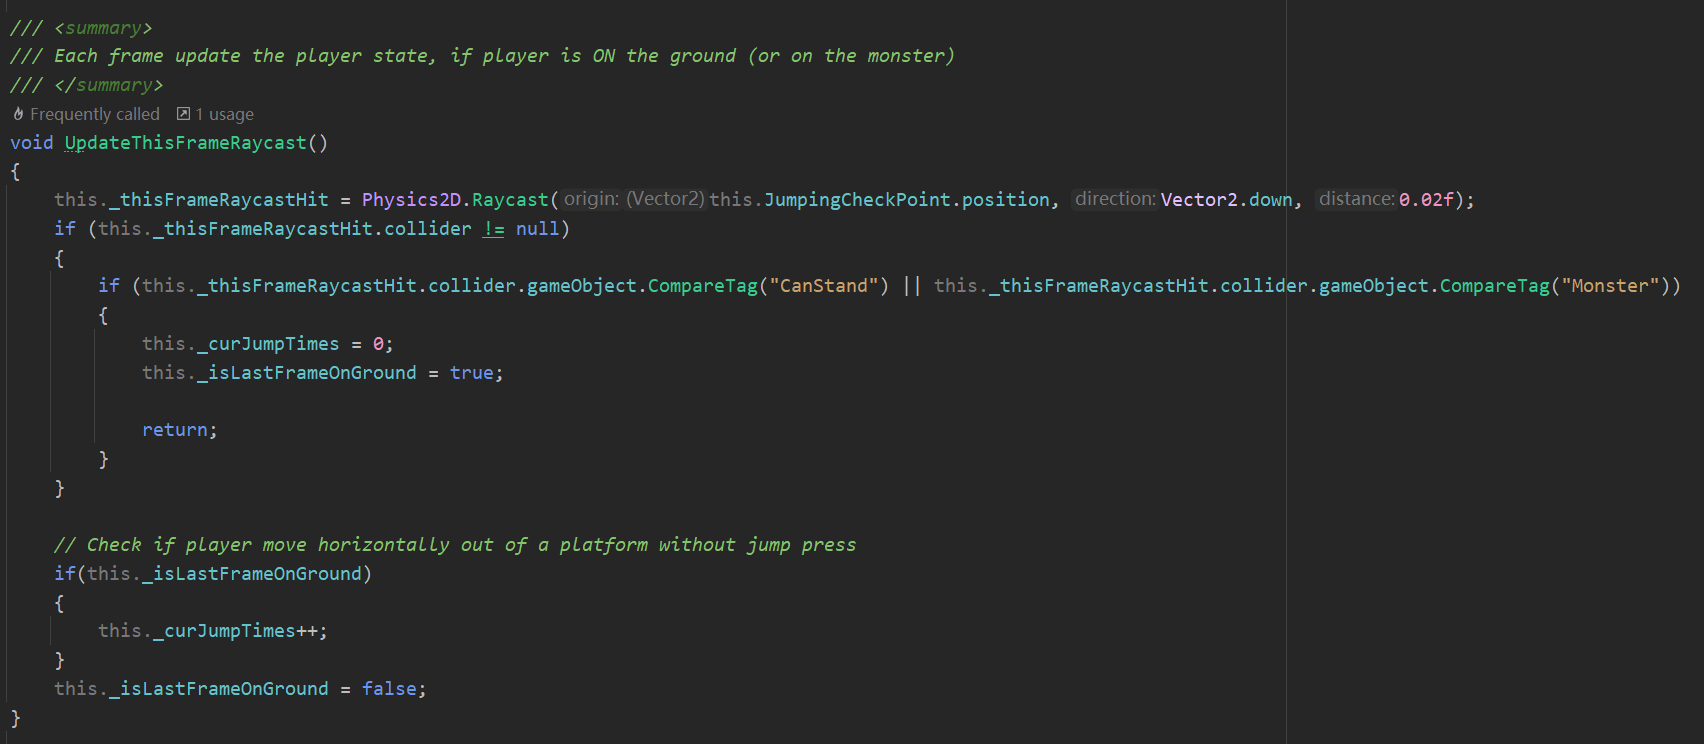 /// <summary>
/// Each frame update the player state, if player is ON the ground (or on the monster)
/// </summary>
Frequently called 1 usage
void UpdateThisFrameRaycast()
{
this._thisFrameRaycastHit = Physics2D.Raycast( origin: (Vector2) this.JumpingCheckPoint.position, direction: Vector2.down, distance: 0.02f);
if (this._thisFrameRaycastHit.collider != null)
{
if (this._thisFrameRaycastHit.collider.gameObject.CompareTag("CanStand") || this._thisFrameRaycastHit.collider.gameObject.CompareTag("Monster"))
{
this._curJumpTimes = 0;
this._isLastFrameOnGround = true;
return;
}
}
// Check if player move horizontally out of a platform without jump press
if(this._isLastFrameOnGround)
{
this._curJumpTimes++;
}
this._isLastFrameOnGround = false;
}